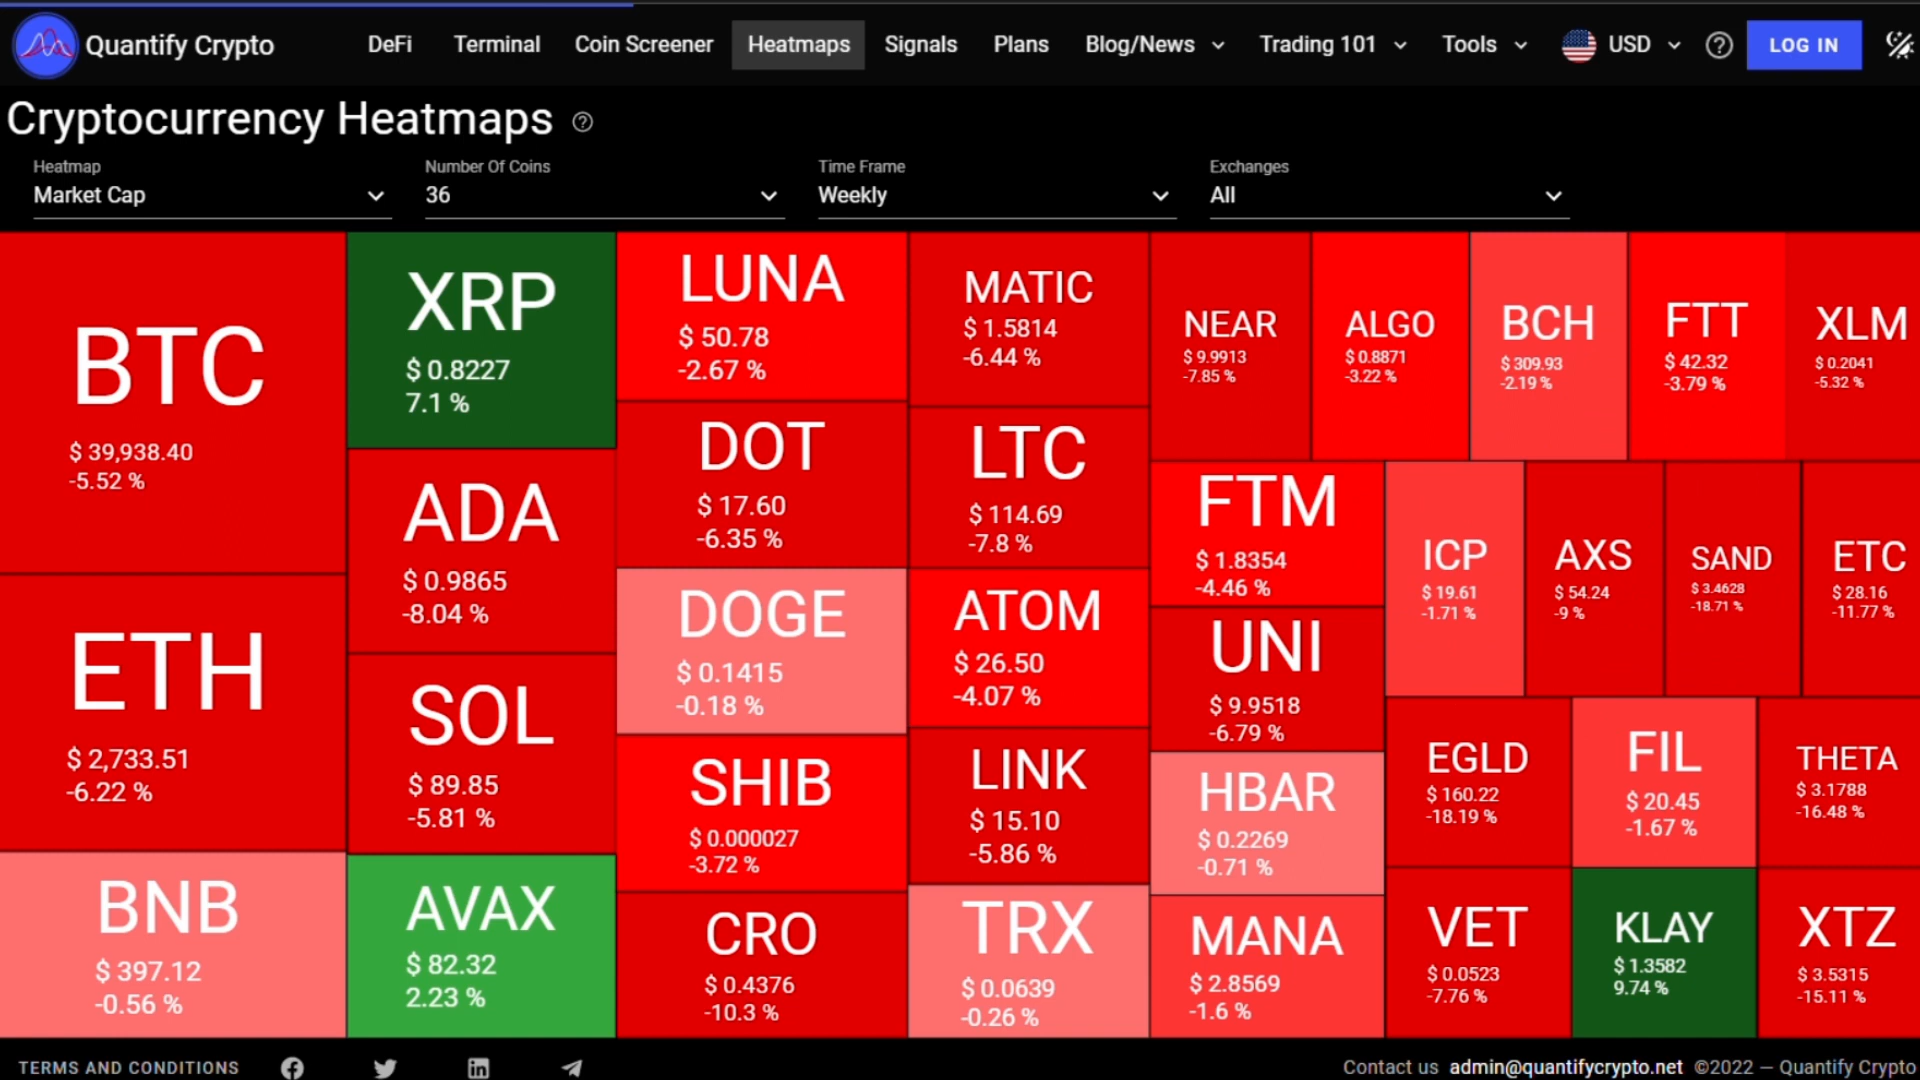 Quantify Crypto
DeFi
Terminal
Coin Screener
Heatmaps
Signals
Plans
Blog/News
Trading 101
Tools
USD
?
LOG IN
Cryptocurrency Heatmaps ?
Heatmap
Market Cap
Number Of Coins
36
Time Frame
Weekly
Exchanges
All
BTC
$ 39,938.40
-5.52 %
ETH
$ 2,733.51
-6.22 %
BNB
$ 397.12
-0.56 %
XRP
$ 0.8227
7.1 %
ADA
$ 0.9865
-8.04 %
SOL
$ 89.85
-5.81 %
AVAX
$ 82.32
2.23 %
LUNA
$ 50.78
-2.67 %
DOT
$ 17.60
-6.35 %
DOGE
$ 0.1415
-0.18 %
SHIB
$ 0.000027
-3.72 %
CRO
$ 0.4376
-10.3 %
MATIC
$ 1.5814
-6.44 %
LTC
$ 114.69
-7.8 %
ATOM
$ 26.50
-4.07 %
LINK
$ 15.10
-5.86 %
TRX
$ 0.0639
-0.26 %
NEAR
$ 9.9913
-7.85 %
ALGO
$ 0.8871
-3.22 %
BCH
$ 309.93
-2.19 %
FTT
$ 42.32
-3.79 %
XLM
$ 0.2041
-5.32 %
FTM
$ 1.8354
-4.46 %
UNI
$ 9.9518
-6.79 %
HBAR
$ 0.2269
-0.71 %
MANA
$ 2.8569
-1.6 %
ICP
$ 19.61
-1.71 %
AXS
$ 54.24
-9 %
SAND
$ 3.4628
-18.71 %
ETC
$ 28.16
-11.77 %
EGLD
$ 160.22
-18.19 %
FIL
$ 20.45
-1.67 %
THETA
$ 3.1788
-16.48 %
VET
$ 0.0523
-7.76 %
KLAY
$ 1.3582
9.74 %
XTZ
$ 3.5315
-15.11 %
TERMS AND CONDITIONS
Contact us admin@quantifycrypto.net ©2022 — Quantify Crypto